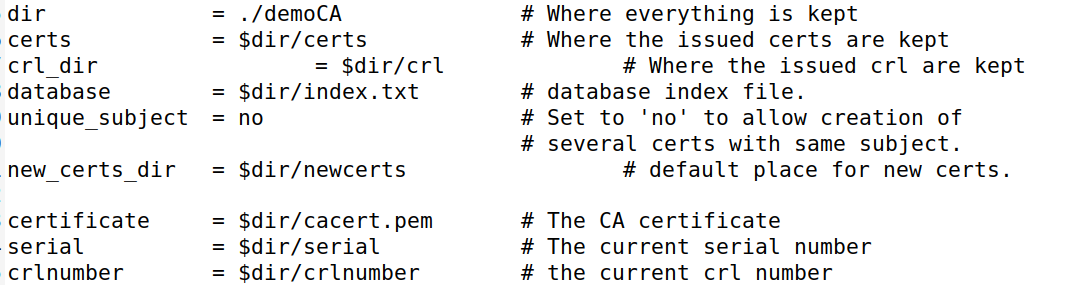 dir = ./demoCA # Where everything is kept
certs = $dir/certs # Where the issued certs are kept
crl_dir = $dir/crl # Where the issued crl are kept
database = $dir/index.txt # database index file.
unique_subject = no # Set to 'no' to allow creation of
# several certs with same subject.
new_certs_dir = $dir/newcerts # default place for new certs.
certificate = $dir/cacert.pem # The CA certificate
serial = $dir/serial # The current serial number
crlnumber = $dir/crlnumber # the current crl number